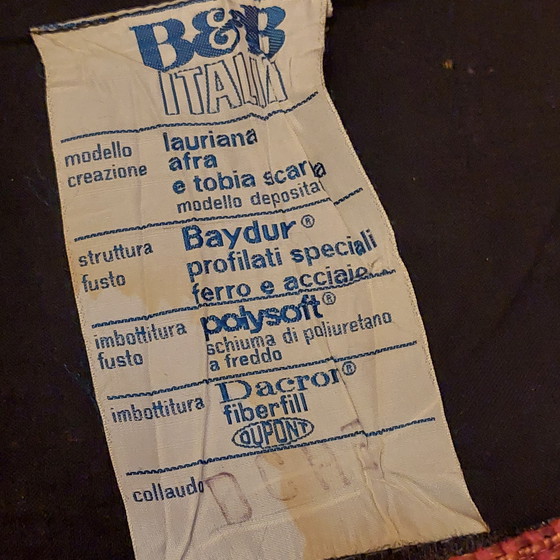 B&B
ITALIA
modello lauriana
creazione afra
e tobia scarpa
modello depositato
struttura Baydur®
fusto profilati speciali
ferro e acciaio
imbottitura polysoft®
fusto schiuma di poliuretano
a freddo
imbottitura Dacron®
fiberfill
DUPONT
collaudo